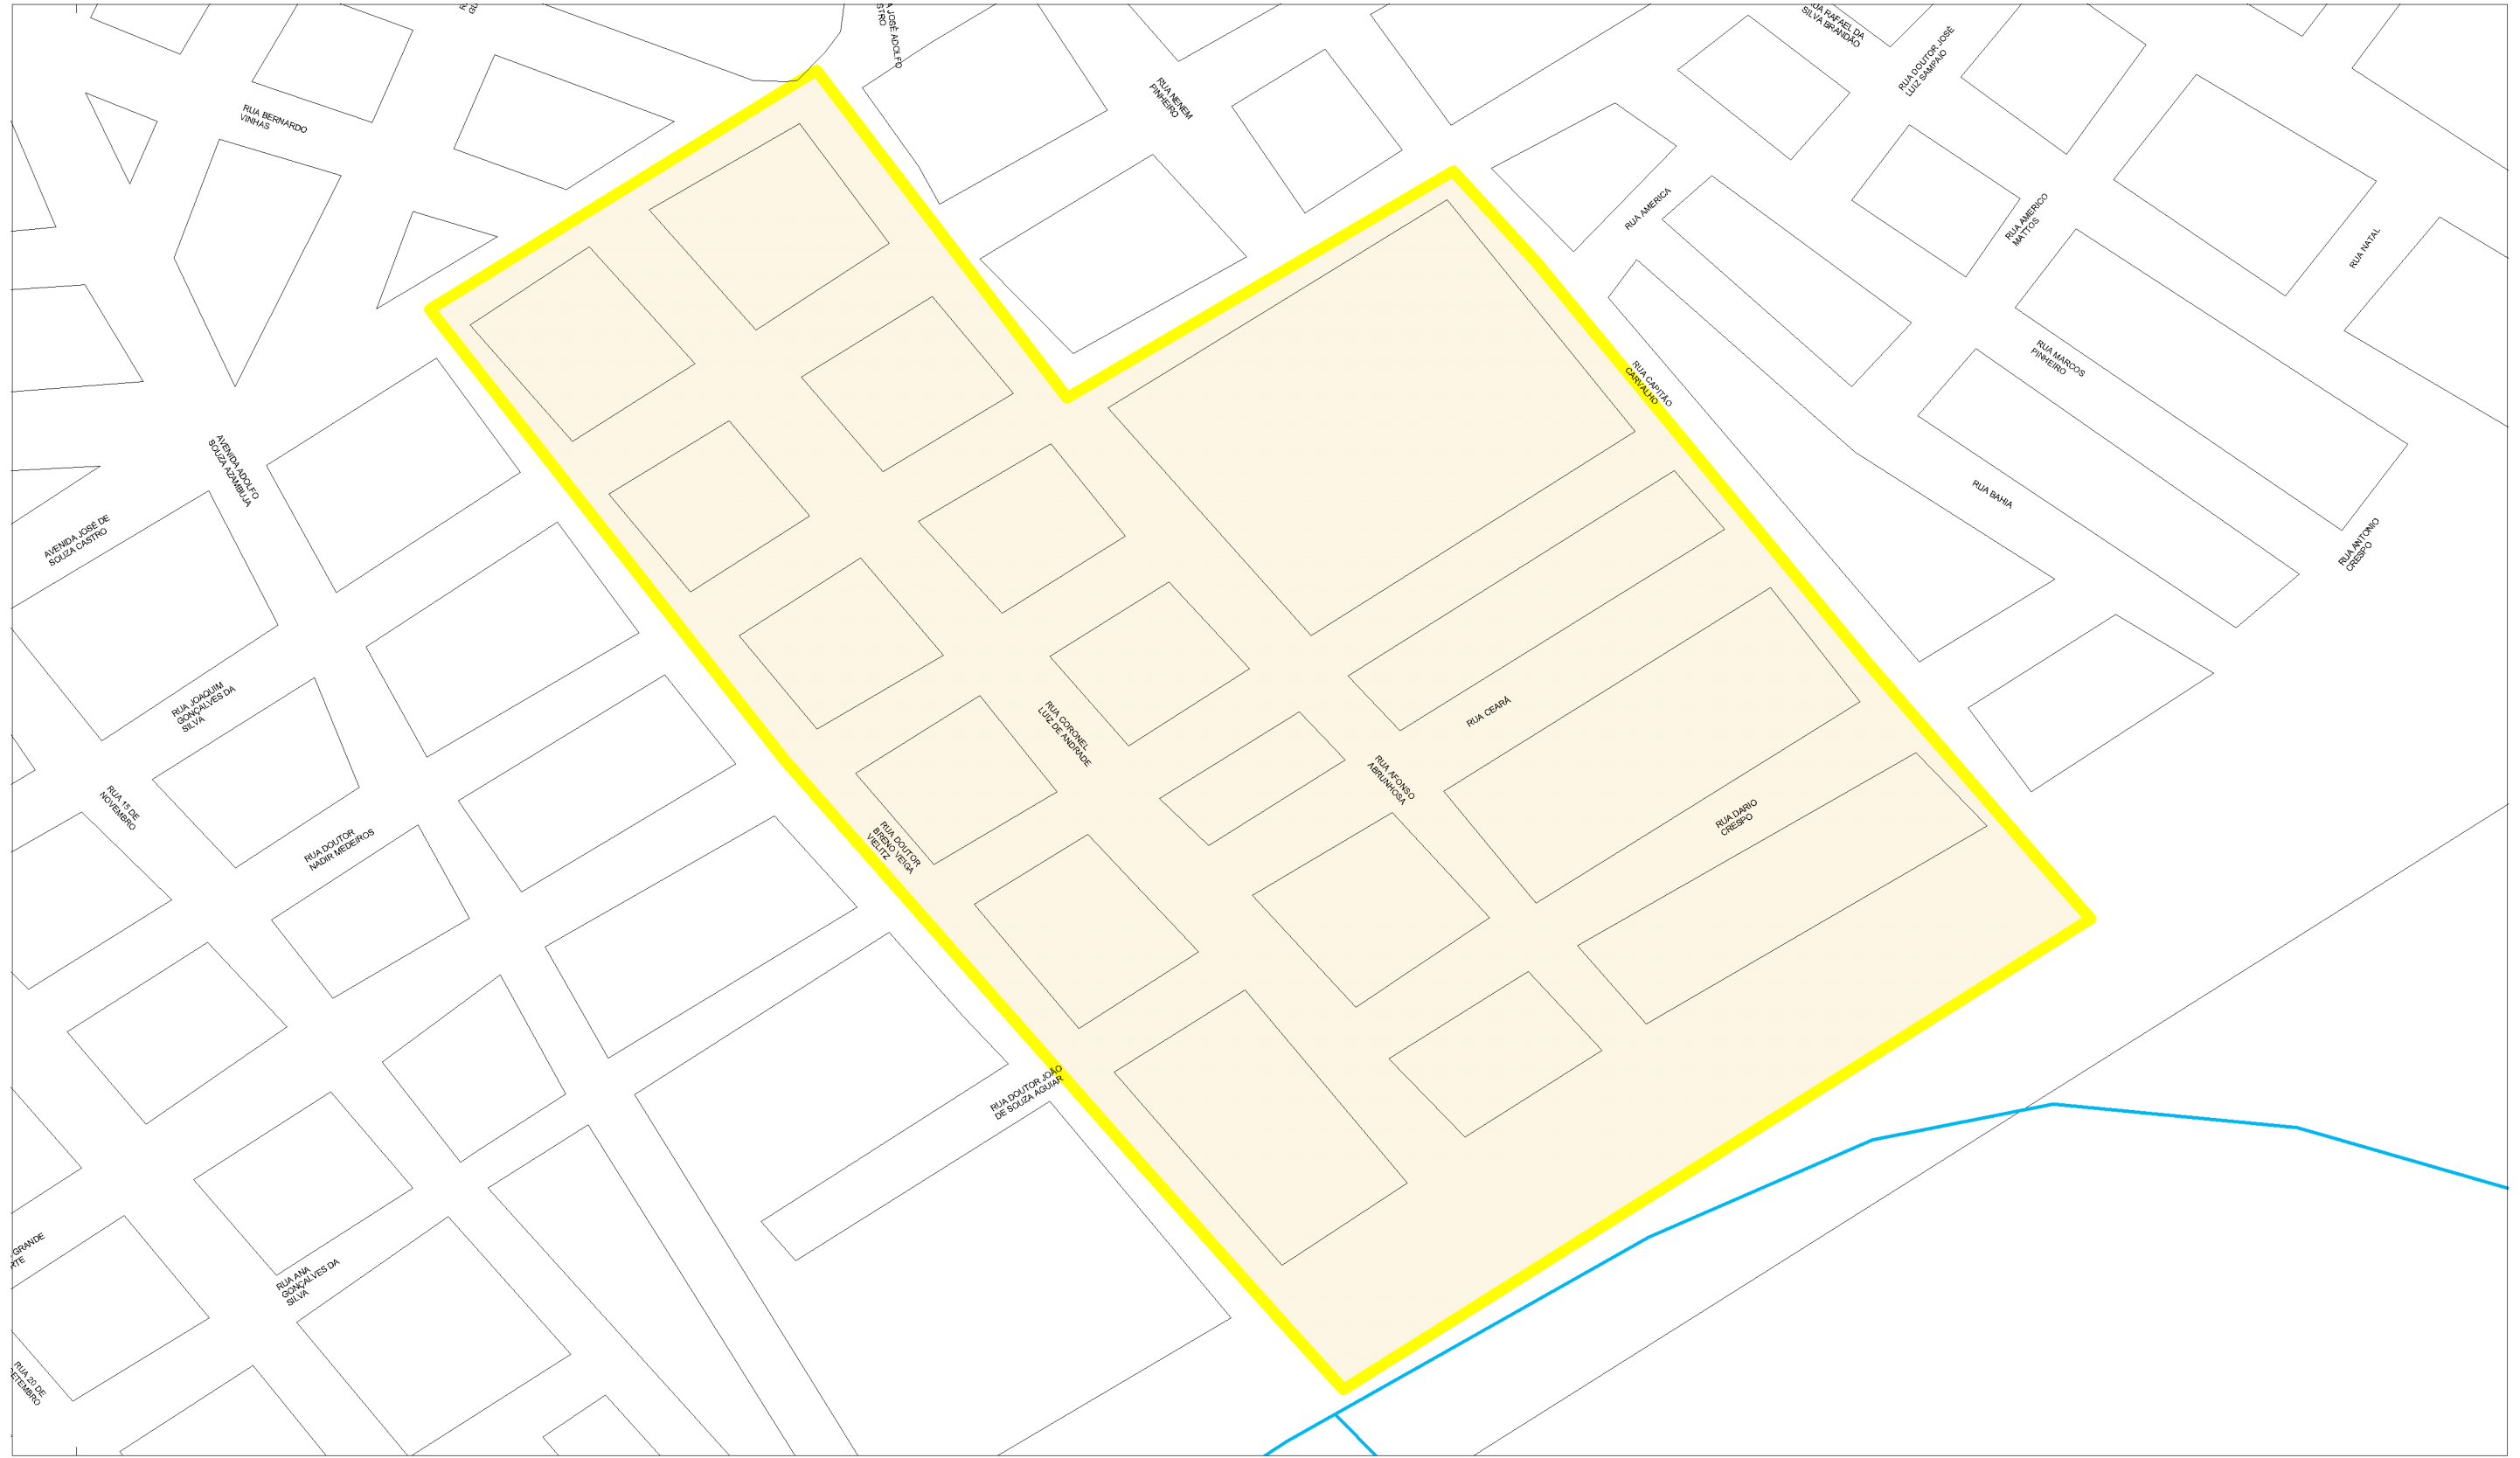 JOSÉ ADOLFO
RUA RAFAEL DA
SILVA BRANDÃO
RUA DOUTOR JOSÉ
LUIZ SAMPAIO
RUA NENEM
PINHEIRO
RUA BERNARDO
VINHAS
RUA AMERICA
RUA AMERICO
MATTOS
RUA NATAL
RUA MARCOS
PINHEIRO
RUA CAPITÃO
CARVALHO
AVENIDA ADOLFO
SOUZA AZAMBUJA
RUA BAHIA
AVENIDA JOSÉ DE
SOUZA CASTRO
RUA ANTONIO
CRESPO
RUA JOAQUIM
GONÇALVES DA
SILVA
RUA CORONEL
LUIZ DE ANDRADE
RUA CEARÁ
RUA AFONSO
ABRUNHOSA
RUA 15 DE
NOVEMBRO
RUA DARIO
CRESPO
RUA DOUTOR
NADIR MEDEIROS
RUA DOUTOR
BRENO VEIGA
VIELITZ
RUA DOUTOR JOÃO
DE SOUZA AGUIAR
GRANDE
RUA ANA
GONÇALVES DA
SILVA
RUA 20 DE
ETEMBRO